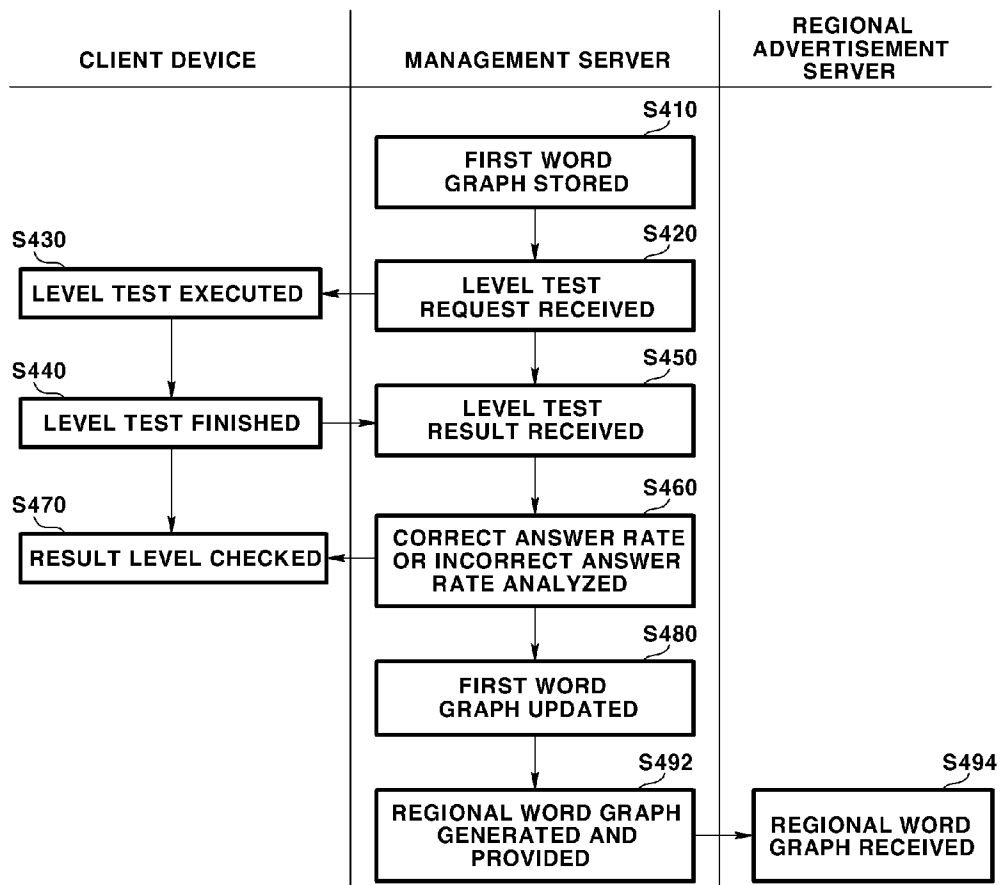 CLIENT DEVICE
MANAGEMENT SERVER
REGIONAL
ADVERTISEMENT
SERVER
S410
FIRST WORD
GRAPH STORED
S420
LEVEL TEST
REQUEST RECEIVED
S430
LEVEL TEST EXECUTED
S440
LEVEL TEST FINISHED
S450
LEVEL TEST
RESULT RECEIVED
S460
CORRECT ANSWER RATE
OR INCORRECT ANSWER
RATE ANALYZED
S470
RESULT LEVEL CHECKED
S480
FIRST WORD
GRAPH UPDATED
S492
REGIONAL WORD GRAPH
GENERATED AND
PROVIDED
S494
REGIONAL WORD
GRAPH RECEIVED